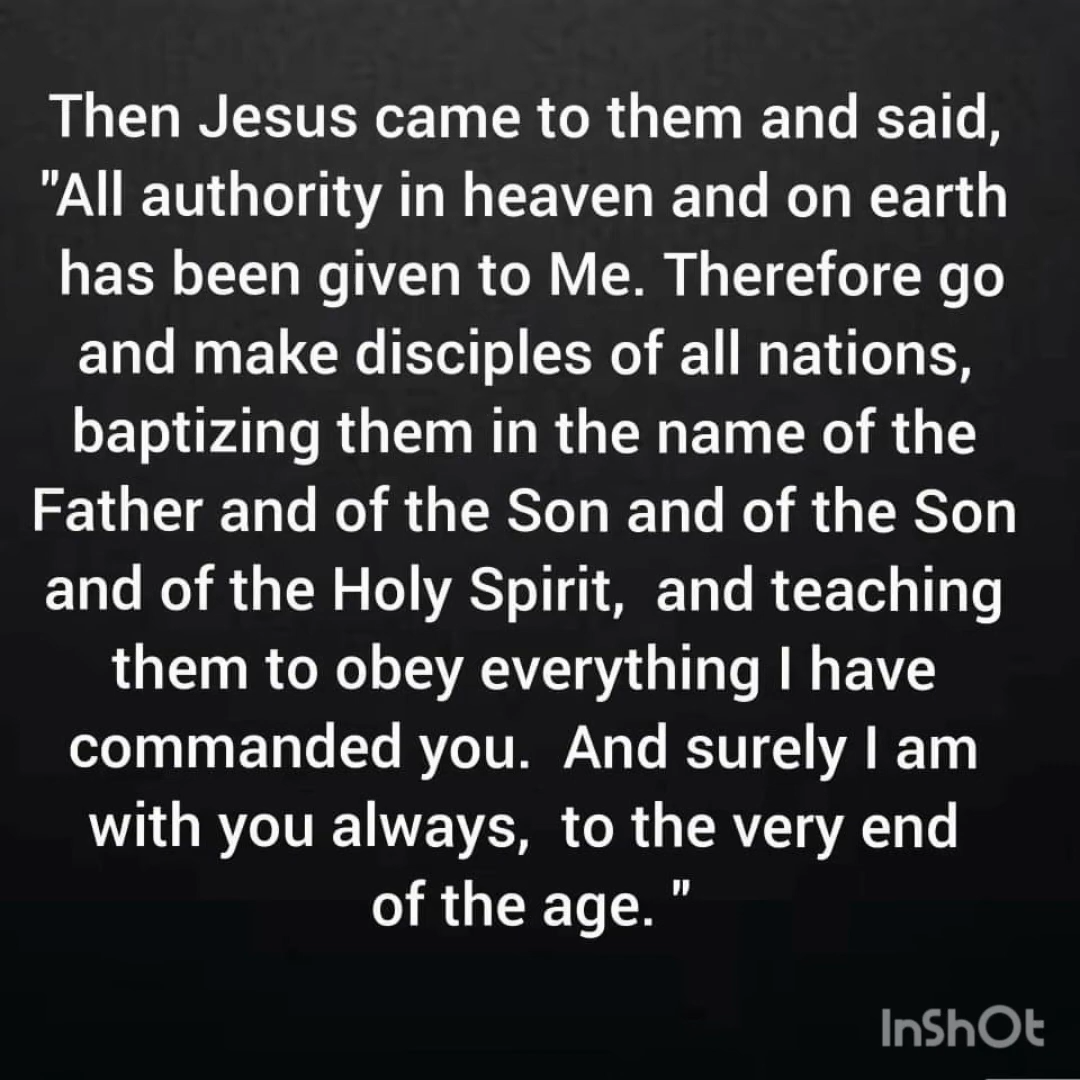 Then Jesus came to them and said,
"All authority in heaven and on earth
has been given to Me. Therefore go
and make disciples of all nations,
baptizing them in the name of the
Father and of the Son and of the Son
and of the Holy Spirit,  and teaching
them to obey everything I have
commanded you.  And surely I am
with you always,  to the very end
of the age. "
InShOt